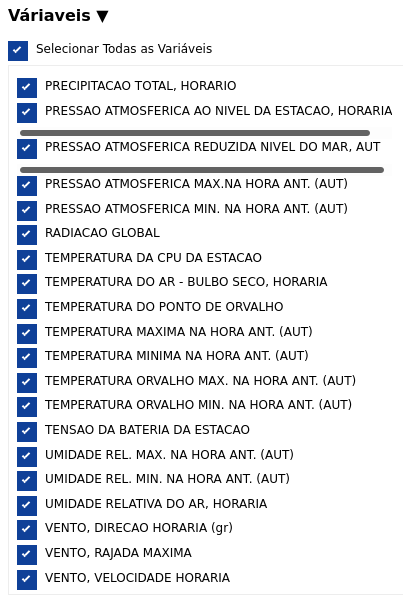 Váriaveis ▼
Selecionar Todas as Variáveis
PRECIPITACAO TOTAL, HORARIO
PRESSAO ATMOSFERICA AO NIVEL DA ESTACAO, HORARIA
PRESSAO ATMOSFERICA REDUZIDA NIVEL DO MAR, AUT
PRESSAO ATMOSFERICA MAX.NA HORA ANT. (AUT)
PRESSAO ATMOSFERICA MIN. NA HORA ANT. (AUT)
RADIACAO GLOBAL
TEMPERATURA DA CPU DA ESTACAO
TEMPERATURA DO AR - BULBO SECO, HORARIA
TEMPERATURA DO PONTO DE ORVALHO
TEMPERATURA MAXIMA NA HORA ANT. (AUT)
TEMPERATURA MINIMA NA HORA ANT. (AUT)
TEMPERATURA ORVALHO MAX. NA HORA ANT. (AUT)
TEMPERATURA ORVALHO MIN. NA HORA ANT. (AUT)
TENSAO DA BATERIA DA ESTACAO
UMIDADE REL. MAX. NA HORA ANT. (AUT)
UMIDADE REL. MIN. NA HORA ANT. (AUT)
UMIDADE RELATIVA DO AR, HORARIA
VENTO, DIRECAO HORARIA (gr)
VENTO, RAJADA MAXIMA
VENTO, VELOCIDADE HORARIA